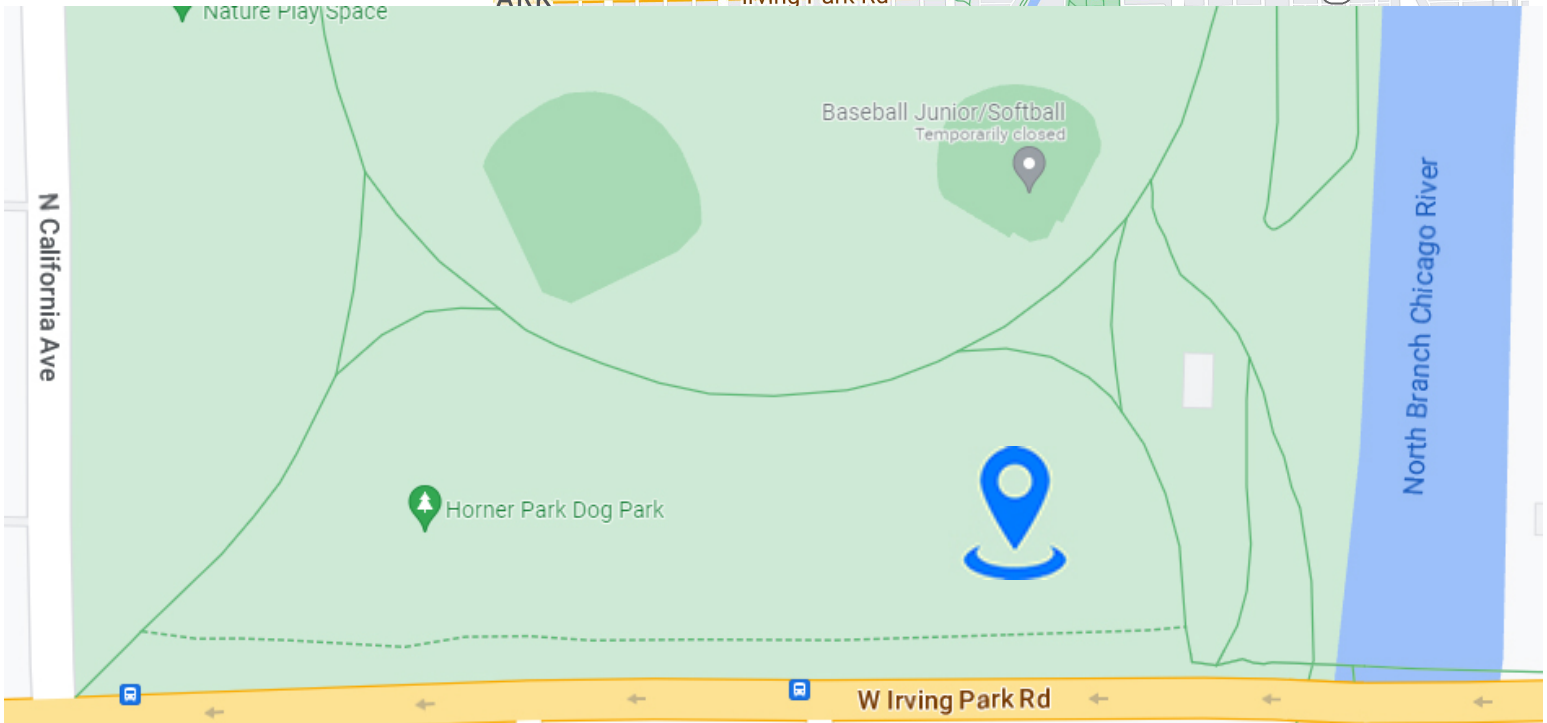 Nature Play Space
Irving Park Rd
Baseball Junior/Softball
Temporarily closed
N California Ave
North Branch Chicago River
Horner Park Dog Park
W Irving Park Rd